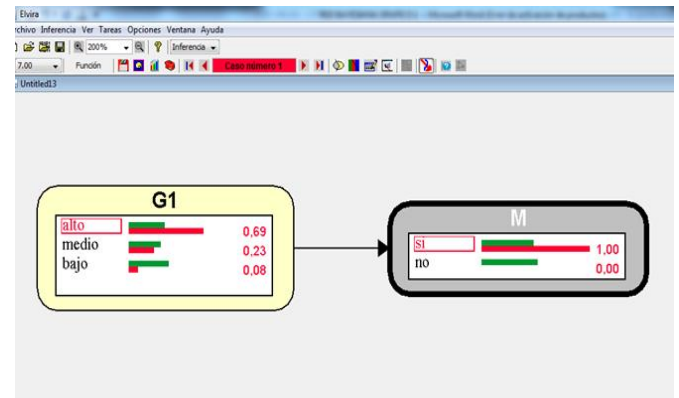 Elvira
rchivo Inferencia Ver Tareas Opciones Ventana Ayuda
200% Inferencia
7.00 Función Caso número 1
Untitled13
G1
alto 0,69
medio 0,23
bajo 0,08
M
si 1,00
no 0,00